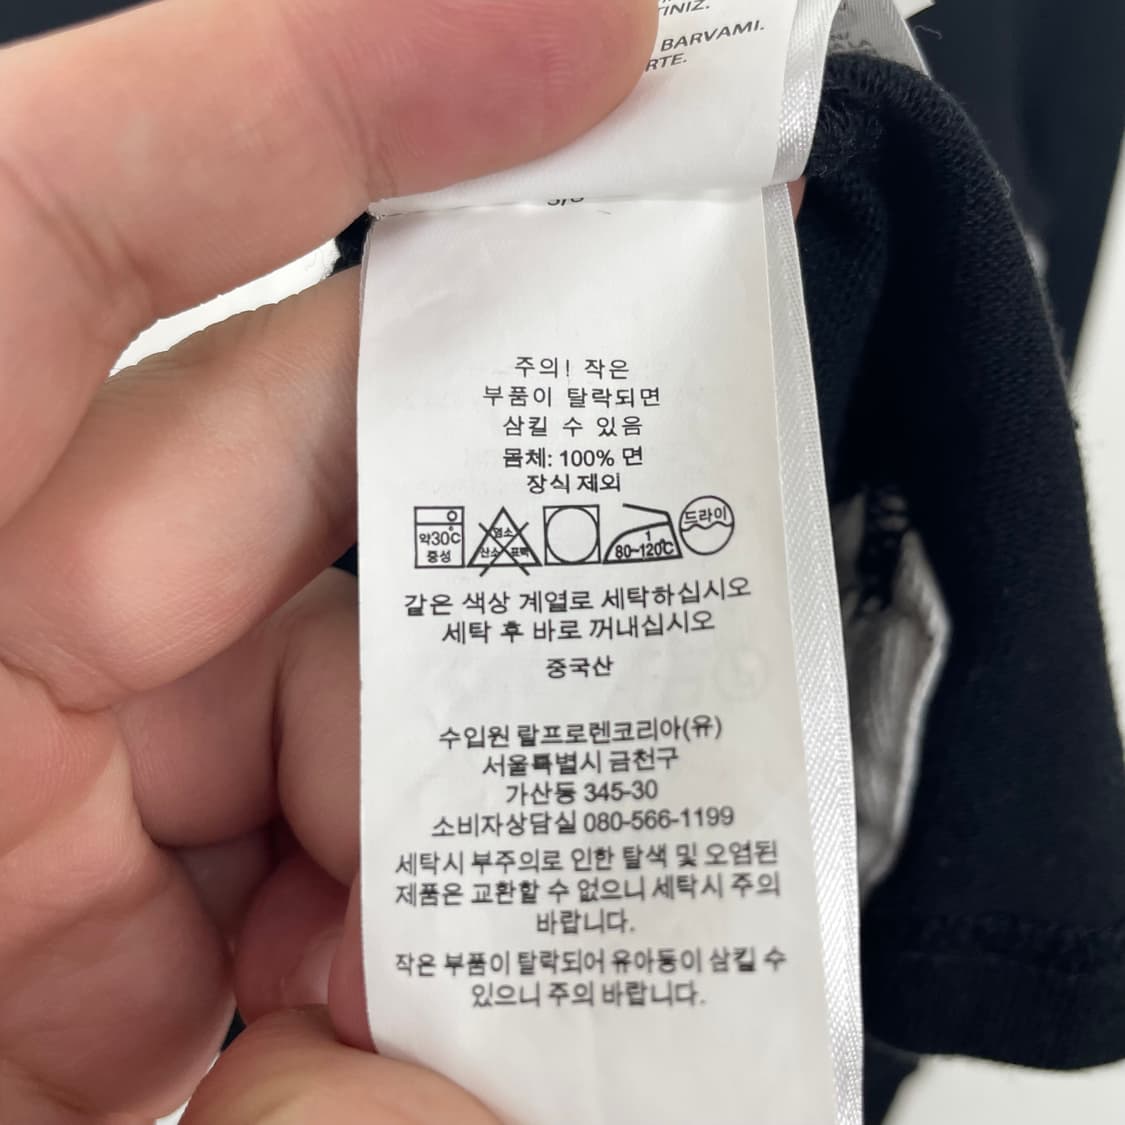 TINIZ.
BARVAMI.
RTE.
주의! 작은
부품이 탈락되면
삼킬 수 있음
몸체: 100% 면
장식 제외
약30℃
중성
염소
산소 표백
1
80~120℃
드라이
같은 색상 계열로 세탁하십시오
세탁 후 바로 꺼내십시오
중국산
수입원 랄프로렌코리아(유)
서울특별시 금천구
가산동 345-30
소비자상담실 080-566-1199
세탁시 부주의로 인한 탈색 및 오염된
제품은 교환할 수 없으니 세탁시 주의
바랍니다.
작은 부품이 탈락되어 유아동이 삼킬 수
있으니 주의 바랍니다.